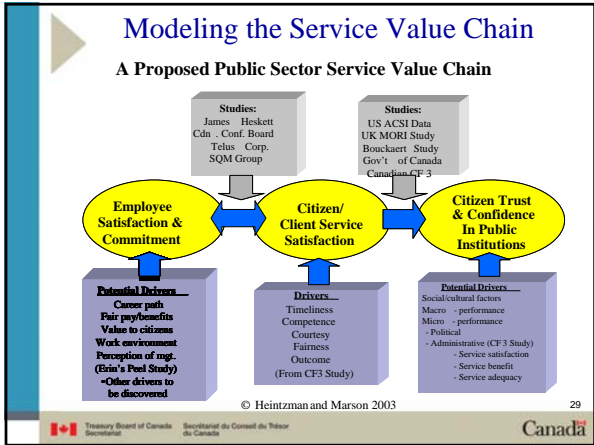 Modeling the Service Value Chain
A Proposed Public Sector Service Value Chain
Studies:
James Heskett
Cdn . Conf. Board
Telus Corp.
SQM Group
Studies:
US ACSI Data
UK MORI Study
Bouckaert Study
Gov't of Canada
Canadian CF 3
Employee
Satisfaction &
Commitment
Citizen/
Client Service
Satisfaction
Citizen Trust
& Confidence
In Public
Institutions
Potential Drivers
Career path
Fair pay/benefits
Value to citizens
Work environment
Perception of mgt.
(Erin's Peel Study)
•Other drivers to
be discovered
Drivers
Timeliness
Competence
Courtesy
Fairness
Outcome
(From CF3 Study)
Potential Drivers
Social/cultural factors
Macro - performance
Micro - performance
- Political
- Administrative (CF 3 Study)
- Service satisfaction
- Service benefit
- Service adequacy
© Heintzman and Marson 2003
29
Treasury Board of Canada
Secretariat
Secrétariat du Conseil du Trésor
du Canada
Canada